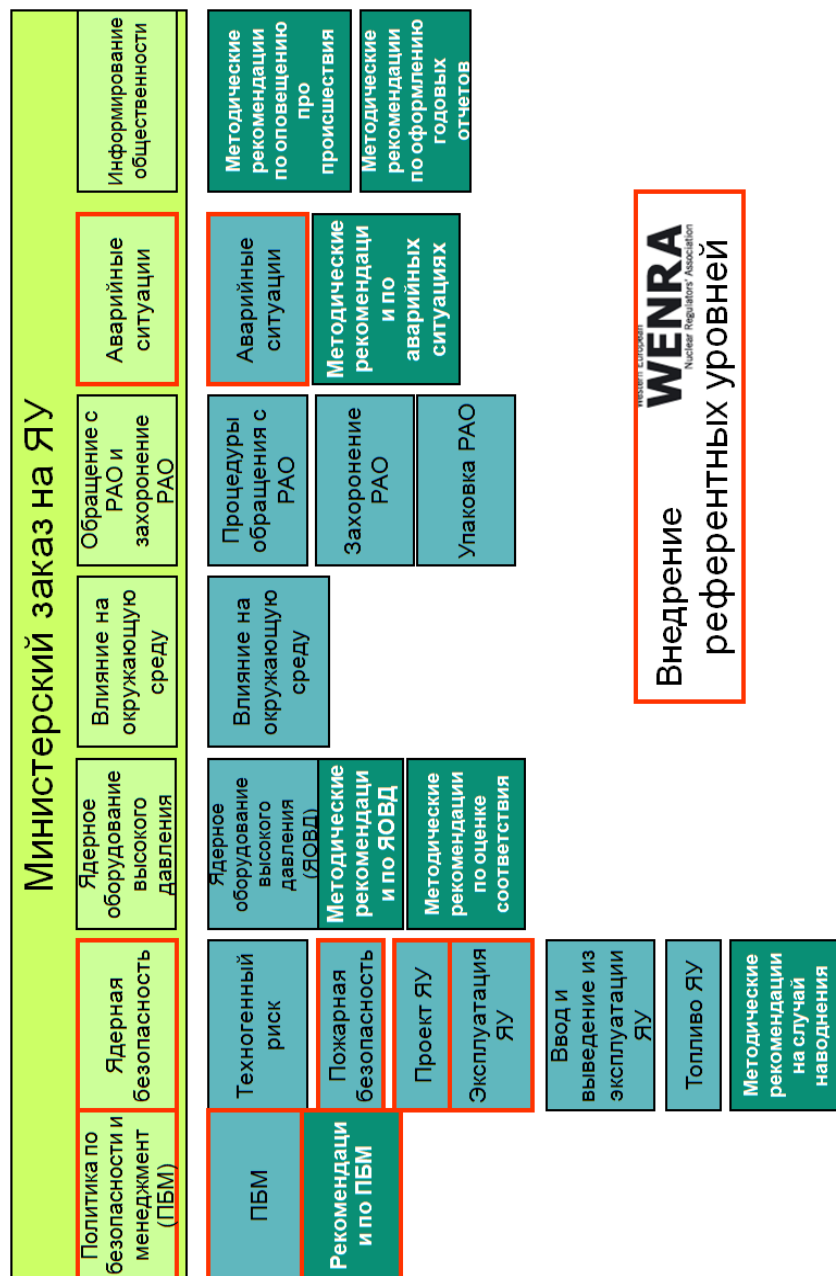 Министерский заказ на ЯУ
Политика по
безопасности и
менеджмент
(ПБМ)
Ядерная
безопасность
Ядерное
оборудование
высокого
давления
Влияние на
окружающую
среду
Обращение с
РАО и
захоронение
РАО
Аварийные
ситуации
Информирование
общественности
ПБМ
Рекомендаци
и по ПБМ
Техногенный
риск
Пожарная
безопасность
Проект ЯУ
Эксплуатация
ЯУ
Ввод и
выведение из
эксплуатации
ЯУ
Топливо ЯУ
Методические
рекомендации
на случай
наводнения
Ядерное
оборудование
высокого
давления
(ЯОВД)
Методические
рекомендаци
и по ЯОВД
Методические
рекомендации
по оценке
соответствия
Влияние на
окружающую
среду
Процедуры
обращения с
РАО
Захоронение
РАО
Упаковка РАО
Аварийные
ситуации
Методические
рекомендаци
и по
аварийных
ситуациях
Методические
рекомендации
по оповещению
про
происшествия
Методические
рекомендации
по оформлению
годовых
отчетов
Western European
WENRA
Nuclear Regulators' Association
Внедрение
референтных уровней